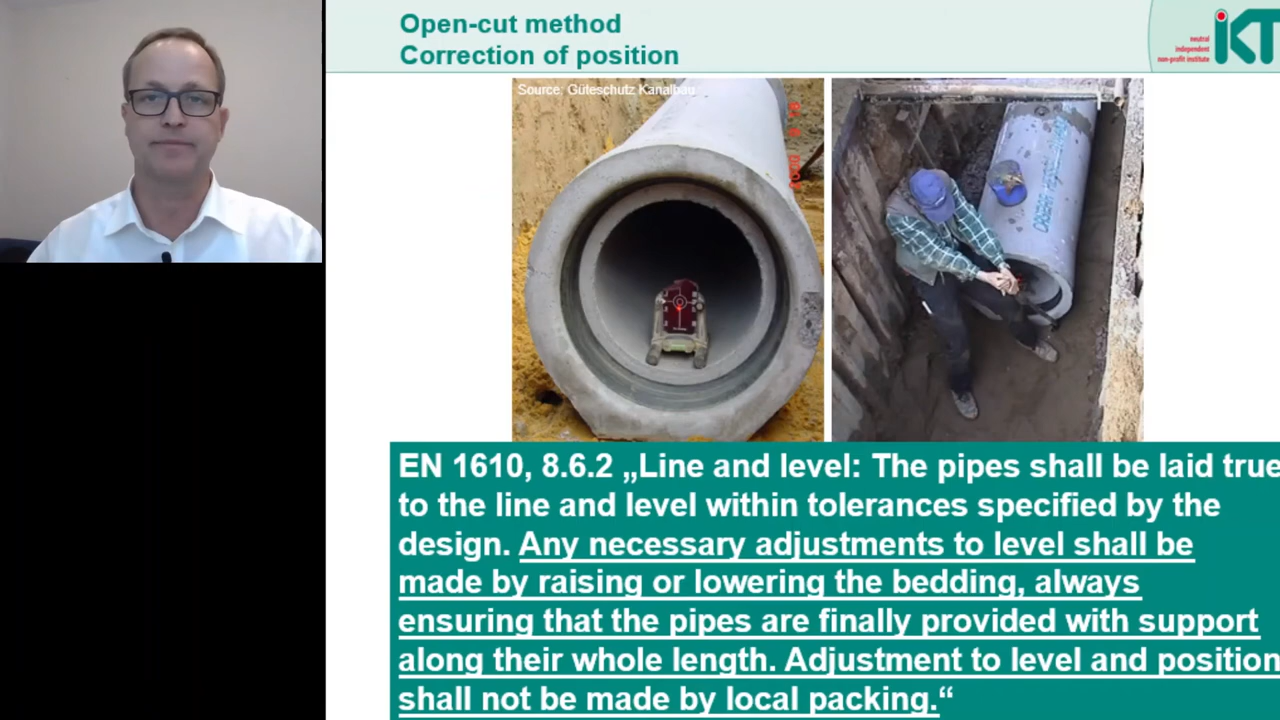 Open-cut method
Correction of position
neutral
independent
non-profit institute
iKT
Source: Güteschutz Kanalbau
EN 1610, 8.6.2 „Line and level: The pipes shall be laid true
to the line and level within tolerances specified by the
design. Any necessary adjustments to level shall be
made by raising or lowering the bedding, always
ensuring that the pipes are finally provided with support
along their whole length. Adjustment to level and position
shall not be made by local packing.“